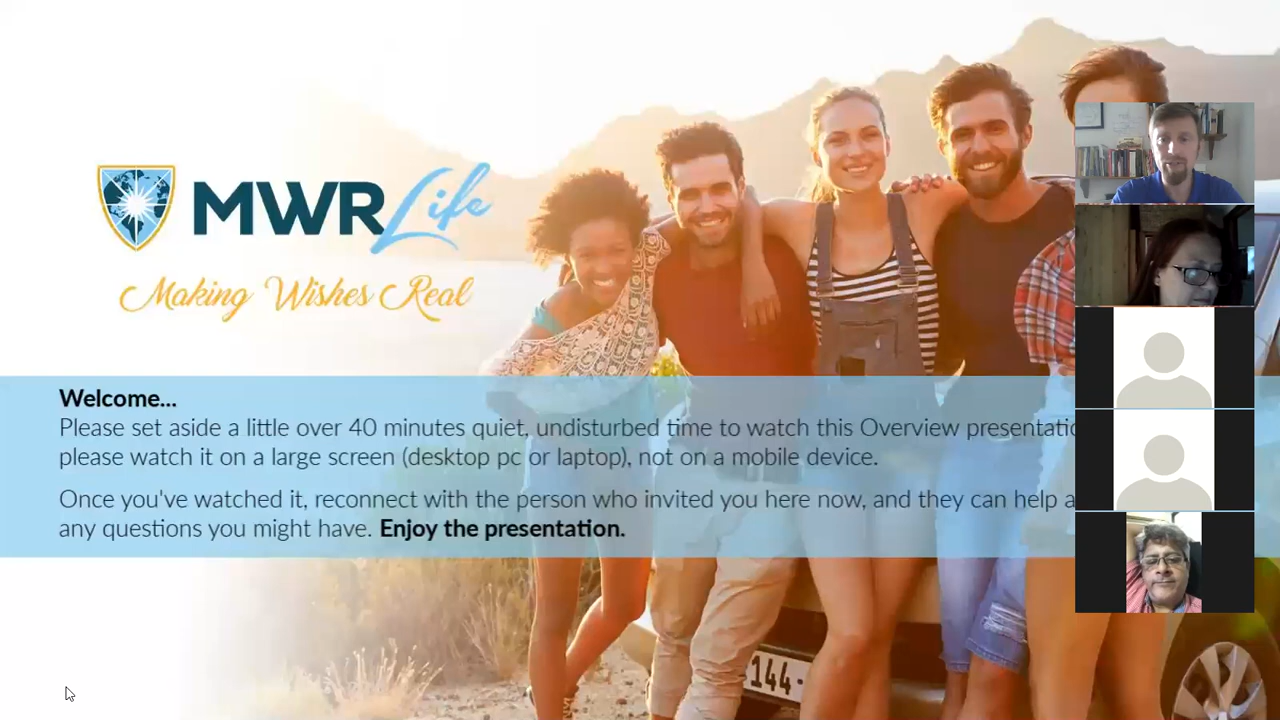 MWR Life
Making Wishes Real
Welcome...
Please set aside a little over 40 minutes quiet, undisturbed time to watch this Overview
please watch it on a large screen (desktop pc or laptop), not on a mobile device.
Once you've watched it, reconnect with the person who invited you here now, and they can help
any questions you might have. Enjoy the presentation.
144-